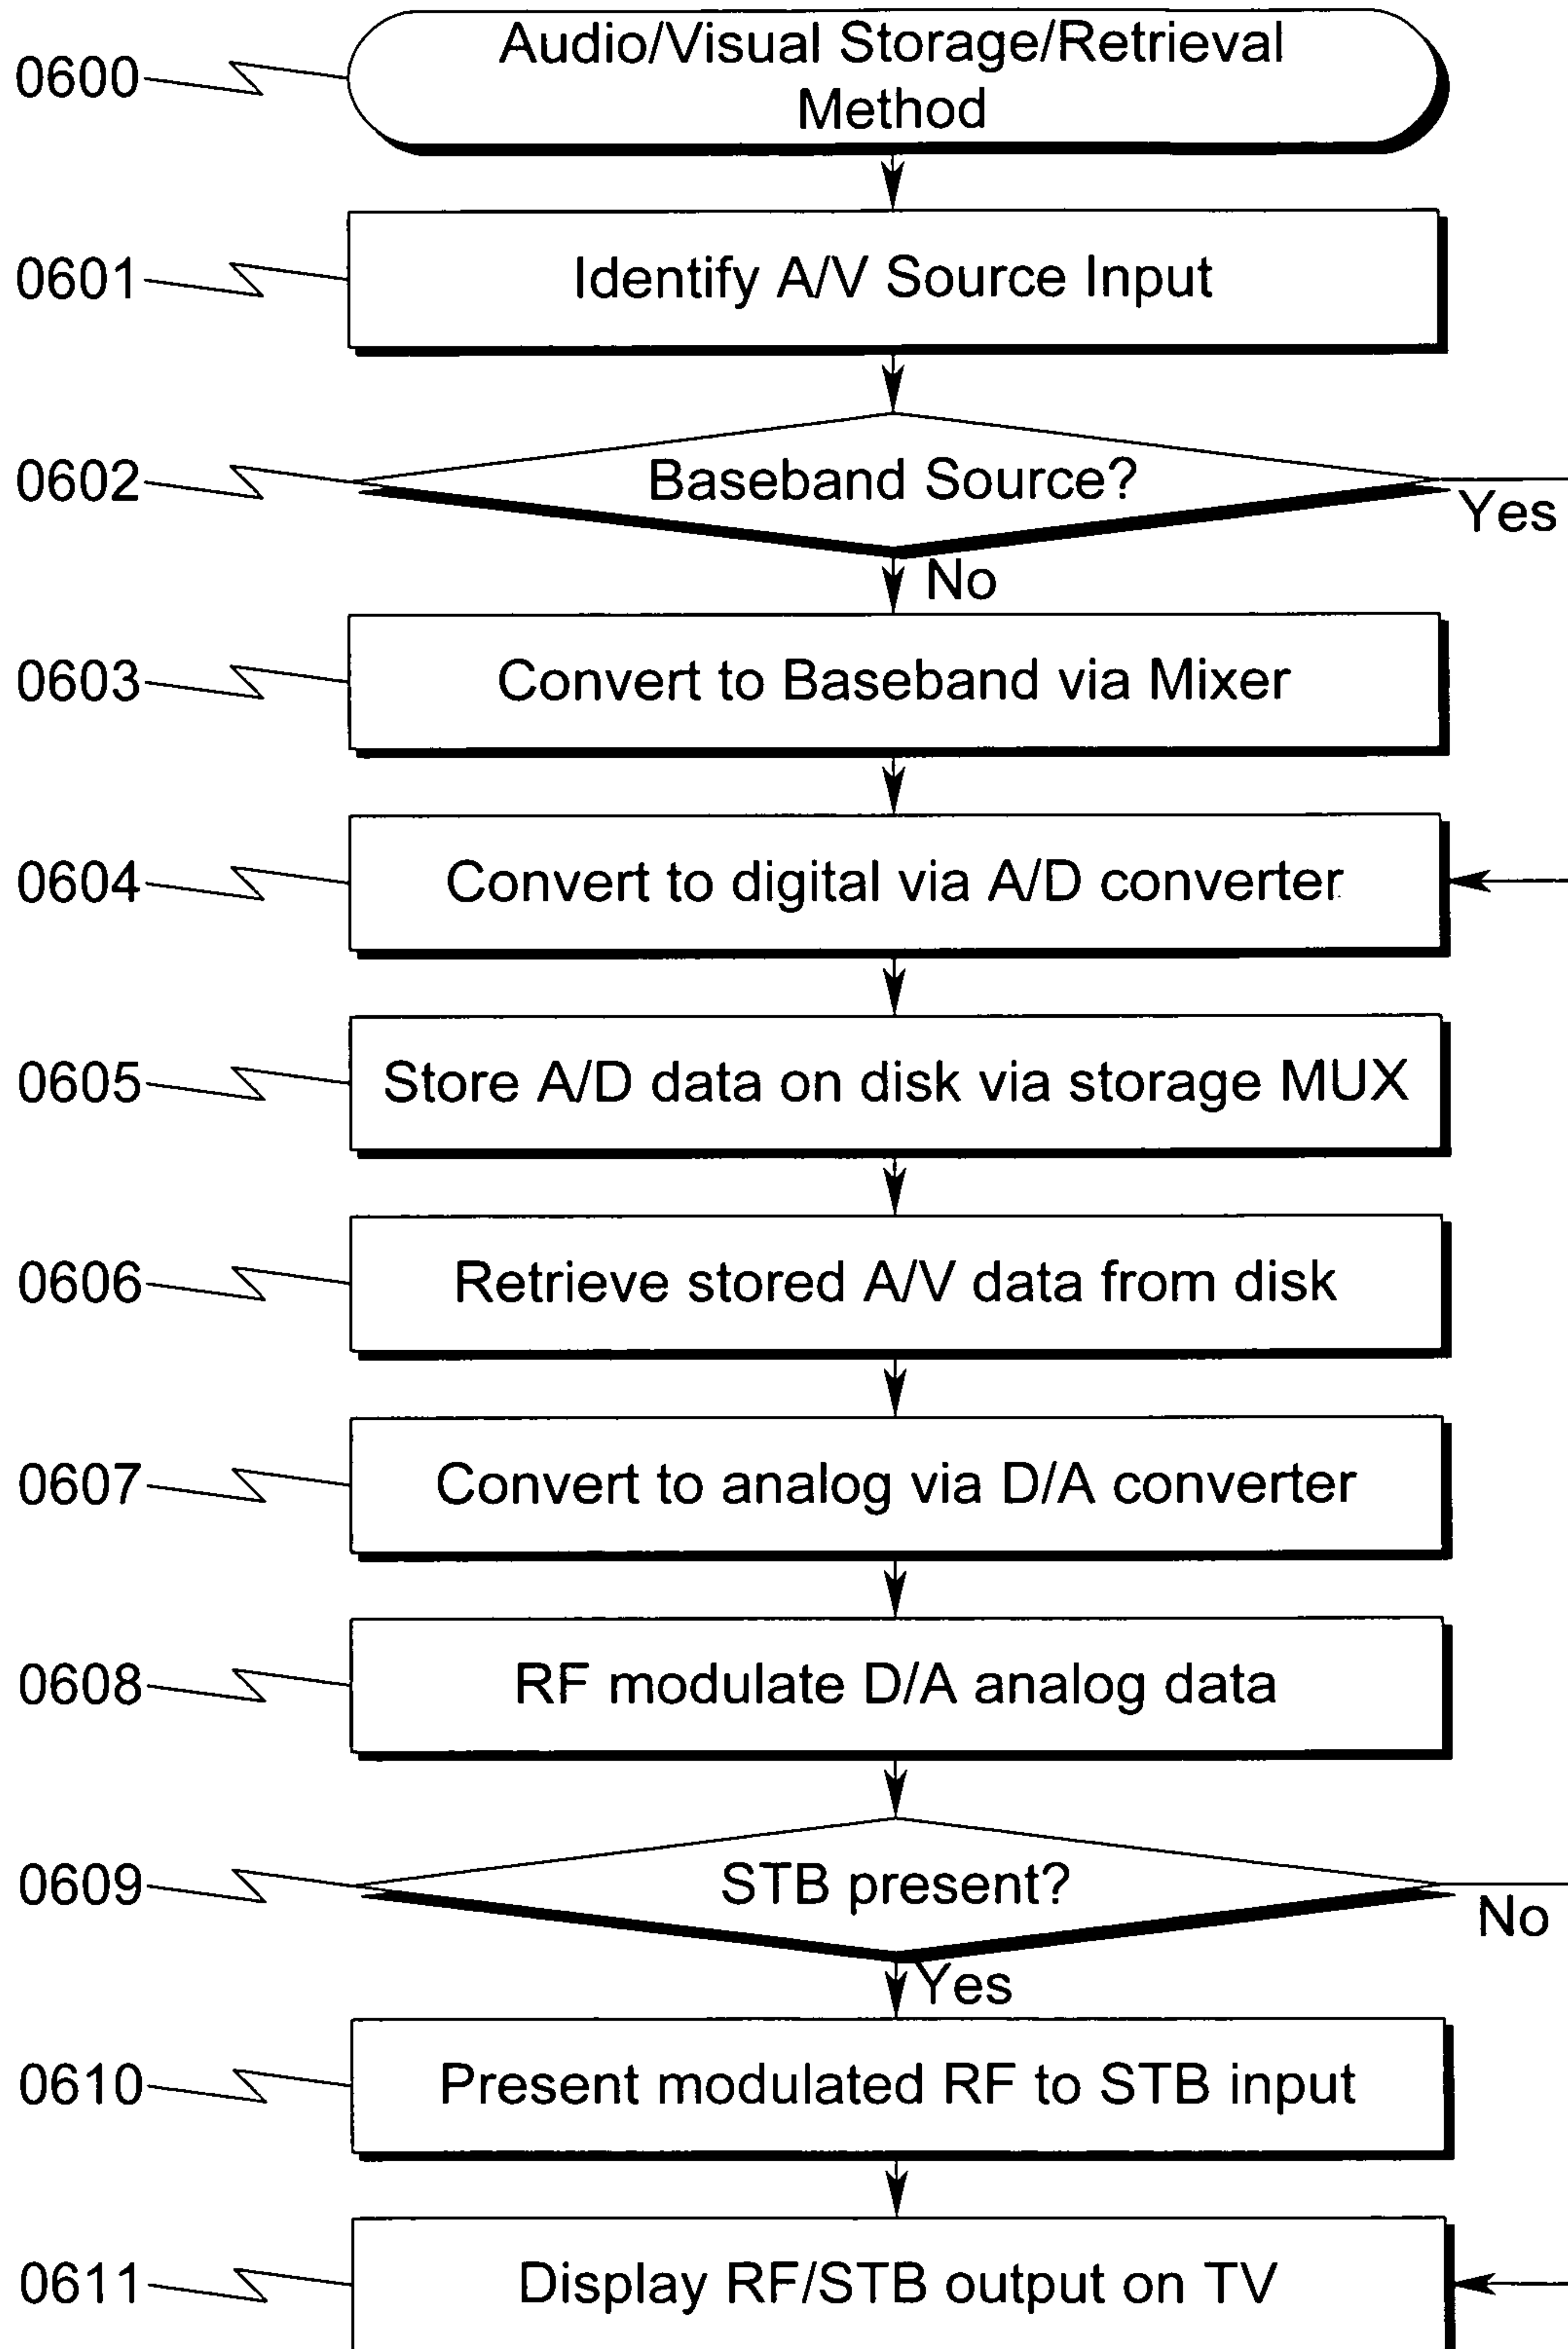 0600
Audio/Visual Storage/Retrieval
Method
0601
Identify A/V Source Input
0602
Baseband Source?
Yes
No
0603
Convert to Baseband via Mixer
0604
Convert to digital via A/D converter
0605
Store A/D data on disk via storage MUX
0606
Retrieve stored A/V data from disk
0607
Convert to analog via D/A converter
0608
RF modulate D/A analog data
0609
STB present?
No
Yes
0610
Present modulated RF to STB input
0611
Display RF/STB output on TV